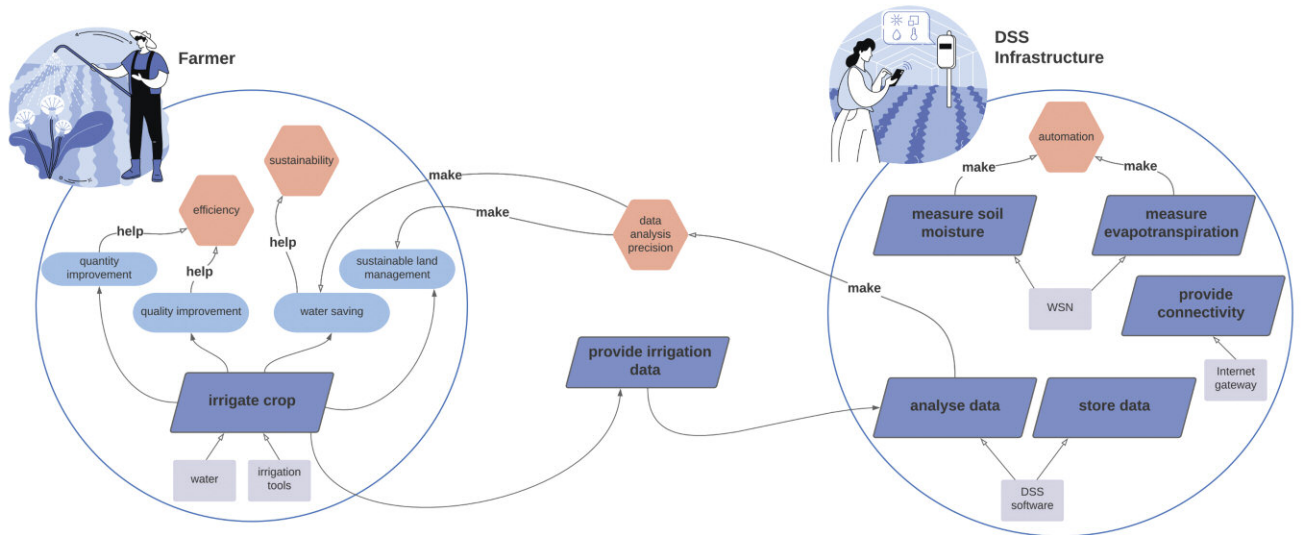 Farmer
DSS
Infrastructure
sustainability
efficiency
help
help
help
quantity
improvement
quality improvement
water saving
sustainable land
management
irrigate crop
water
irrigation
tools
make
make
data
analysis
precision
make
provide irrigation
data
automation
make
make
measure soil
moisture
measure
evapotranspiration
WSN
provide
connectivity
Internet
gateway
analyse data
store data
DSS
software